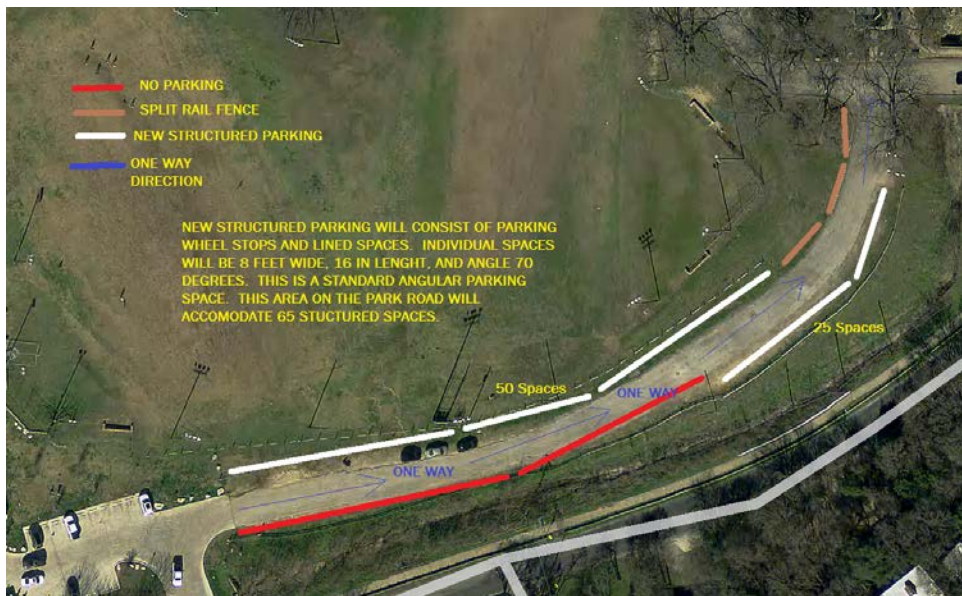 NO PARKING
SPLIT RAIL FENCE
NEW STRUCTURED PARKING
ONE WAY
DIRECTION
NEW STRUCTURED PARKING WILL CONSIST OF PARKING
WHEEL STOPS AND LINED SPACES. INDIVIDUAL SPACES
WILL BE 8 FEET WIDE, 16 IN LENGHT, AND ANGLE 70
DEGREES. THIS IS A STANDARD ANGULAR PARKING
SPACE. THIS AREA ON THE PARK ROAD WILL
ACCOMODATE 65 STUCTURED SPACES.
25 Spaces
50 Spaces
ONE WAY
ONE WAY